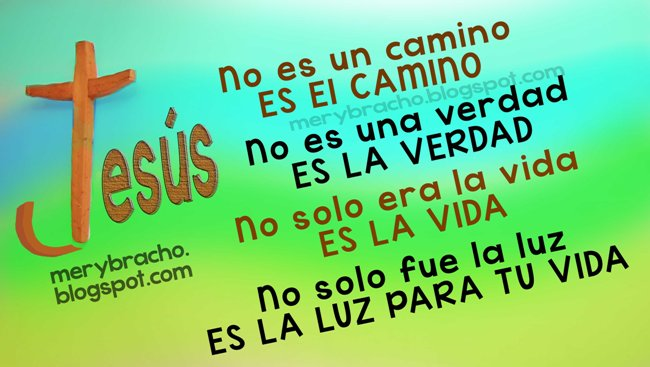 Jesús
merybracho.
blogspot.com
No es un camino
ES El CAMINO
merybracho.blogspot.com
No es una verdad
ES LA VERDAD
No solo era la vida
ES LA VIDA
No solo fue la luz
ES LA LUZ pARA TU VIDA